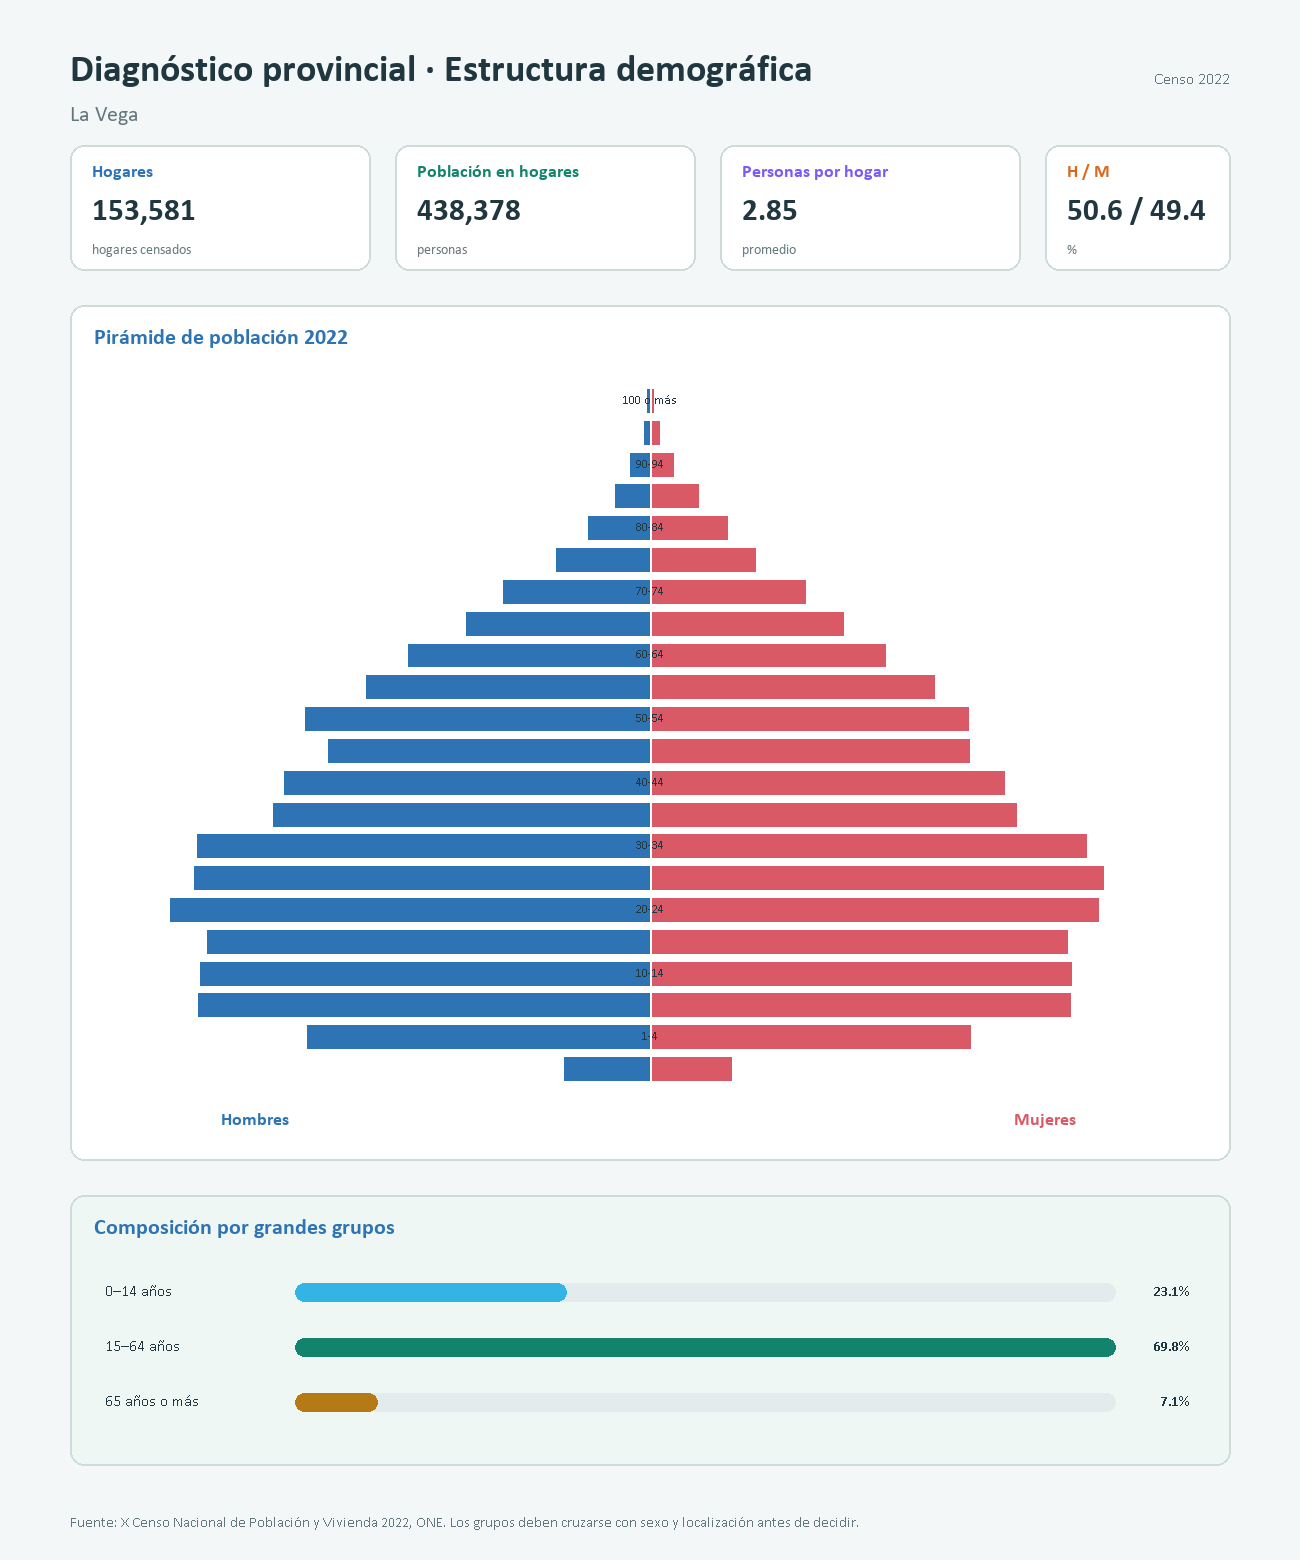 Diagnóstico provincial · Estructura demográfica
Censo 2022
La Vega
Hogares
153,581
hogares censados
Población en hogares
438,378
personas
Personas por hogar
2.85
promedio
H / M
50.6 / 49.4
%
Pirámide de población 2022
100 o más
90-94
80-84
70-74
60-64
50-54
40-44
30-34
20-24
10-14
1-4
Hombres
Mujeres
Composición por grandes grupos
0–14 años
23.1%
15–64 años
69.8%
65 años o más
7.1%
Fuente: X Censo Nacional de Población y Vivienda 2022, ONE. Los grupos deben cruzarse con sexo y localización antes de decidir.